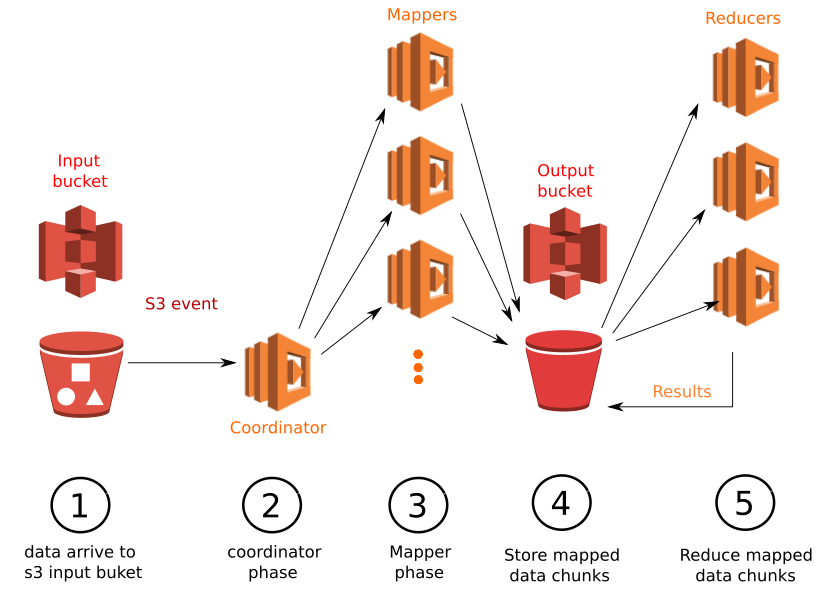 Mappers
Reducers
Input
bucket
Output
bucket
S3 event
Results
Coordinator
1
2
3
4
5
data arrive to
s3 input buket
coordinator
phase
Mapper
phase
Store mapped
data chunks
Reduce mapped
data chunks